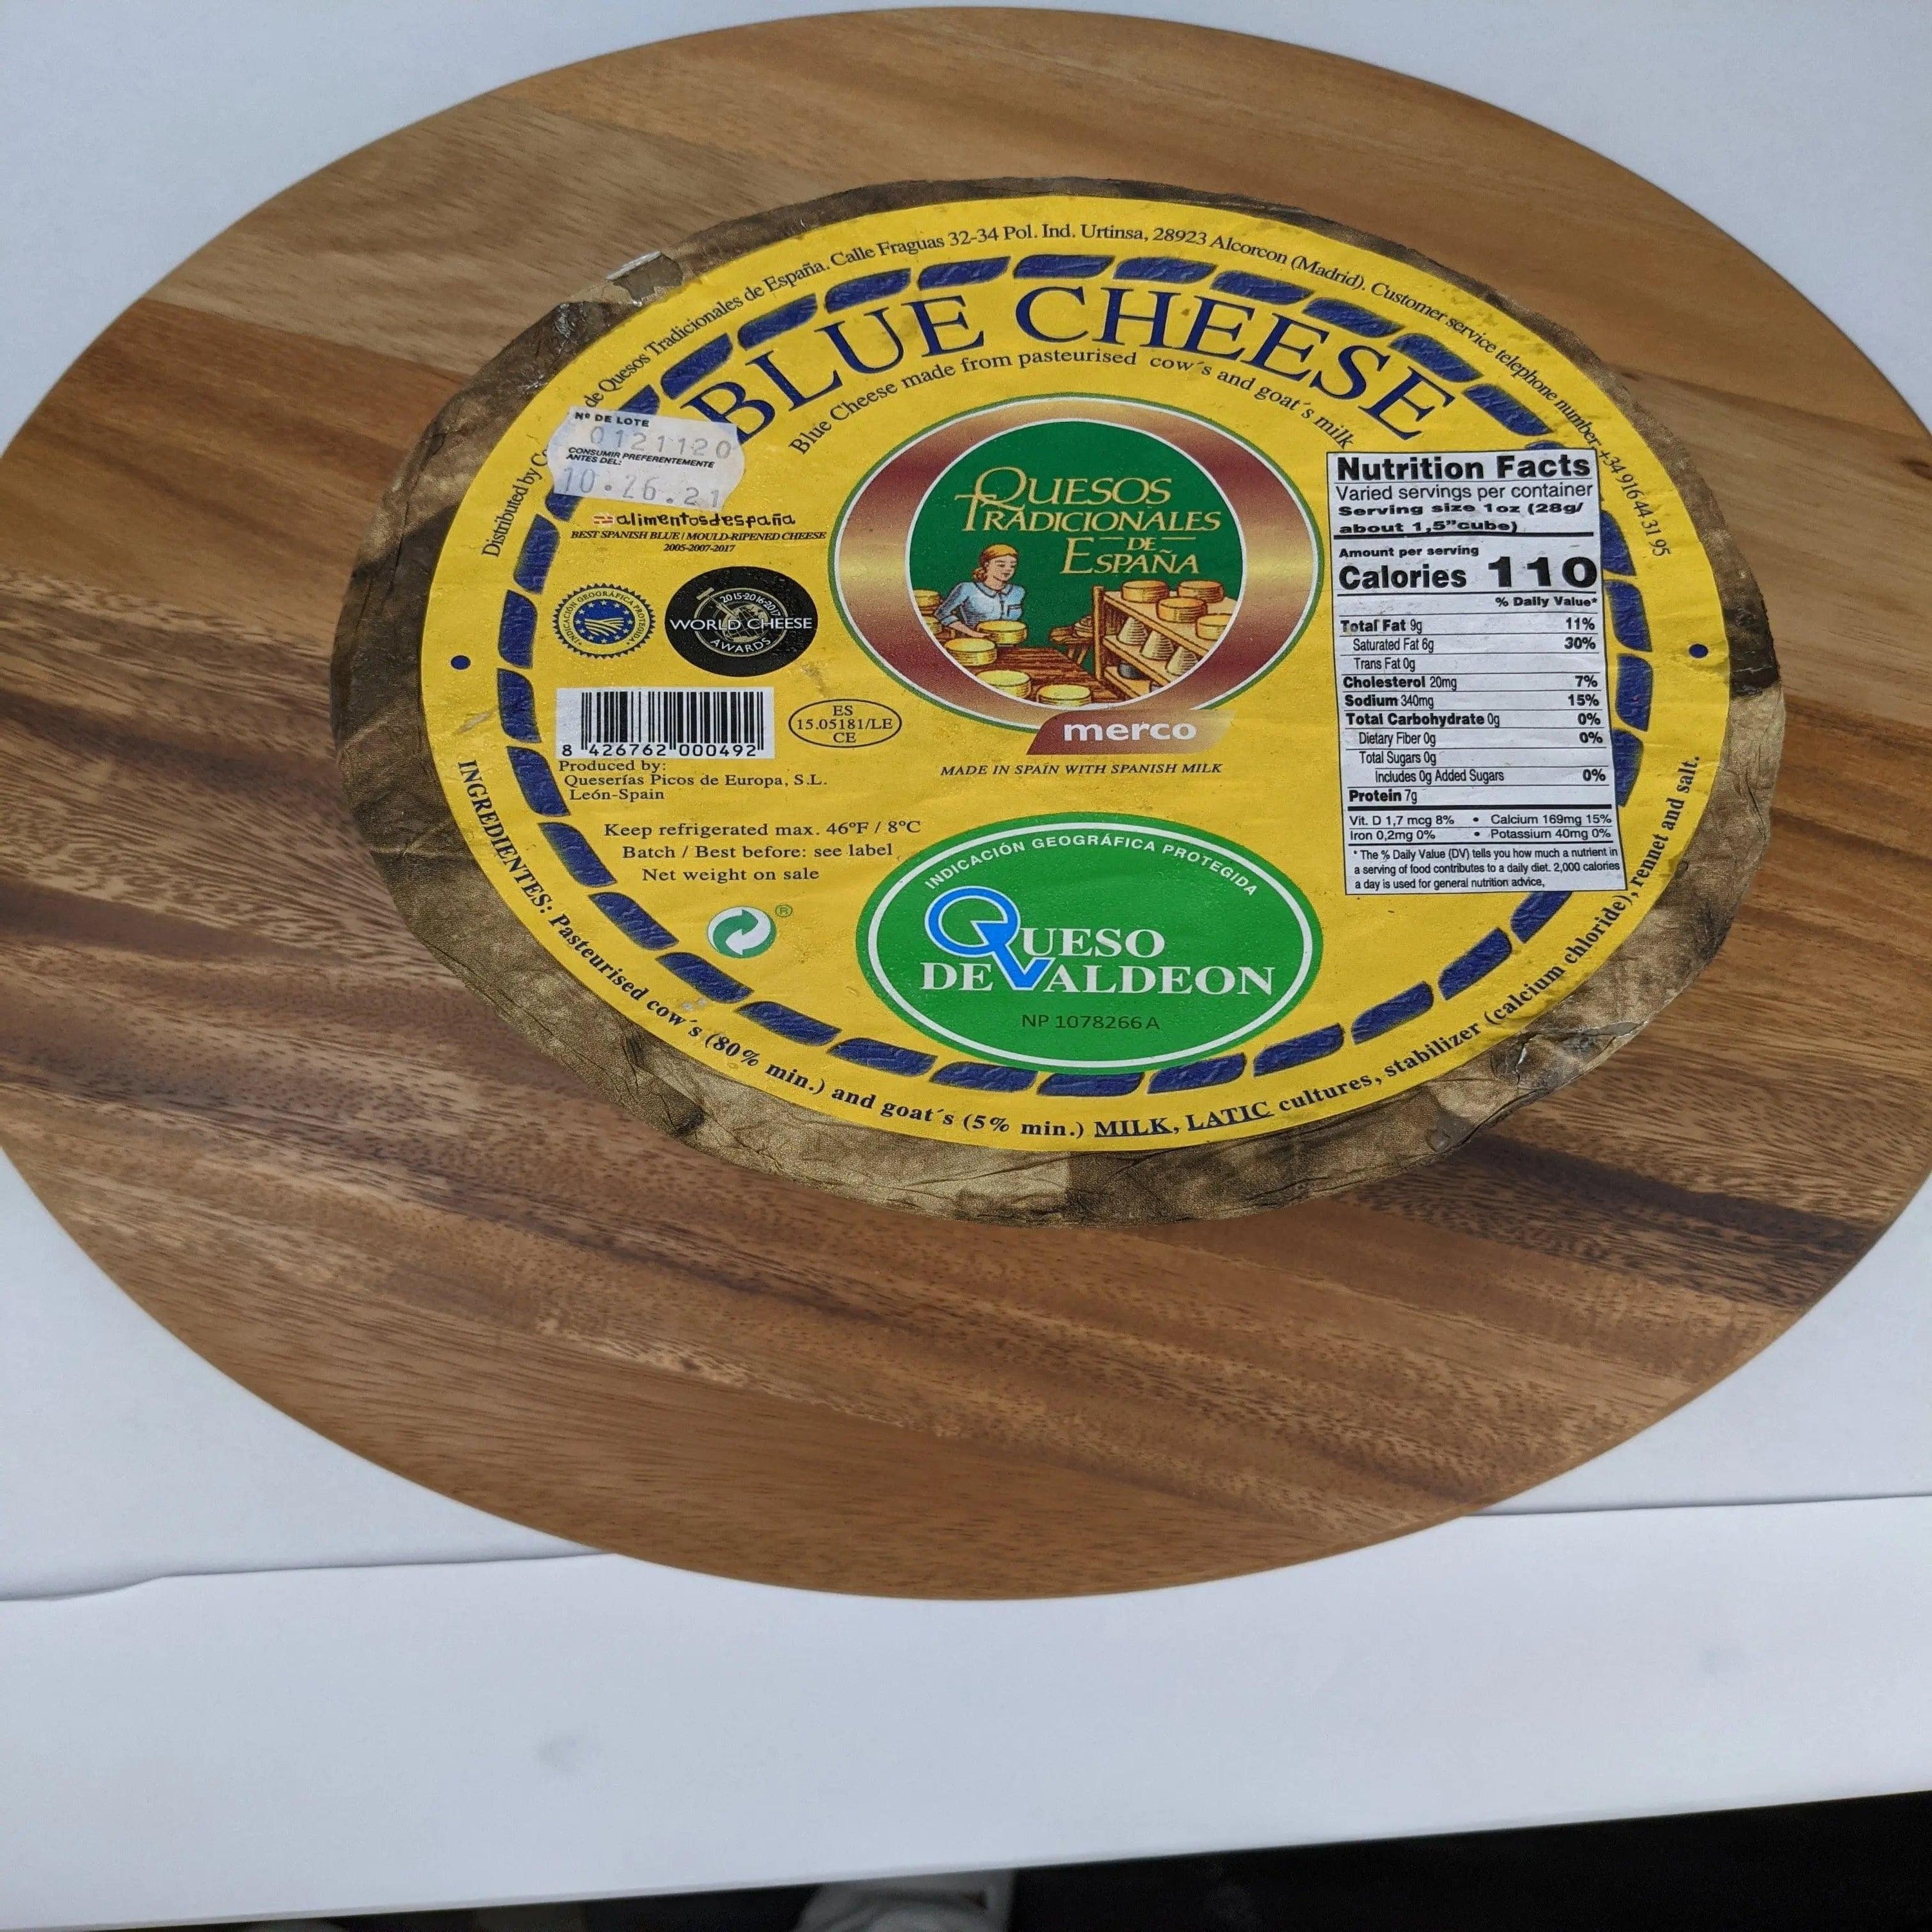 Distributed by
de Quesos Tradicionales de España. Calle Fraguas 32-34 Pol. Ind. Urtinsa, 28923 Alcorcon (Madrid). Customer service telephone number +34 916 44 31 95
BLUE CHEESE
Blue Cheese made from pasteurised cow´s and goat´s milk
Nº DE LOTE
0121120
CONSUMIR PREFERENTEMENTE
ANTES DEL:
10.26.21
alimentosdespaña
BEST SPANISH BLUE / MOULD-RIPENED CHEESE
2005-2007-2017
INDICACIÓN GEOGRÁFICA PROTEGIDA
2015-2016-2017
WORLD CHEESE
AWARDS
8 426762 000492
ES
15.05181/LE
CE
Produced by:
Queserías Picos de Europa, S.L.
León-Spain
Keep refrigerated max. 46ºF / 8ºC
Batch / Best before: see label
Net weight on sale
®
QUESOS
TRADICIONALES
DE
ESPAÑA
merco
MADE IN SPAIN WITH SPANISH MILK
INDICACIÓN GEOGRÁFICA PROTEGIDA
QUESO
DE VALDEON
NP 1078266 A
Nutrition Facts
Varied servings per container
Serving size 1oz (28g/
about 1,5”cube)
Amount per serving
Calories 110
% Daily Value*
Total Fat 9g 11%
Saturated Fat 6g 30%
Trans Fat 0g
Cholesterol 20mg 7%
Sodium 340mg 15%
Total Carbohydrate 0g 0%
Dietary Fiber 0g 0%
Total Sugars 0g
Includes 0g Added Sugars 0%
Protein 7g
Vit. D 1,7 mcg 8% • Calcium 169mg 15%
Iron 0,2mg 0% • Potassium 40mg 0%
* The % Daily Value (DV) tells you how much a nutrient in
a serving of food contributes to a daily diet. 2,000 calories
a day is used for general nutrition advice,
INGREDIENTES: Pasteurised cow´s (80% min.) and goat´s (5% min.) MILK, LATIC cultures, stabilizer (calcium chloride), rennet and salt.